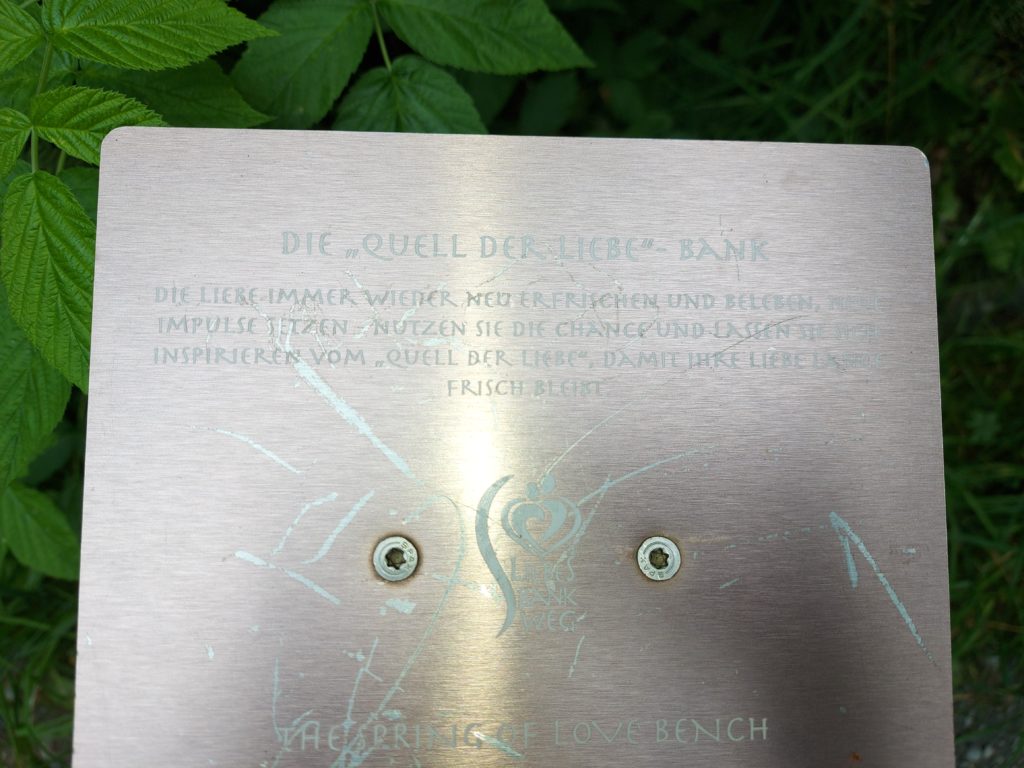 DIE „QUELL DER LIEBE“- BANK
DIE LIEBE IMMER WIEDER NEU ERFRISCHEN UND BELEBEN, NEUE
IMPULSE SETZEN - NUTZEN SIE DIE CHANCE UND LASSEN SIE SICH
INSPIRIEREN VOM „QUELL DER LIEBE“, DAMIT IHRE LIEBE LANGE
FRISCH BLEIBT.
LIEBES
BANK
WEG
SPAX
SPAX
THE SPRING OF LOVE BENCH